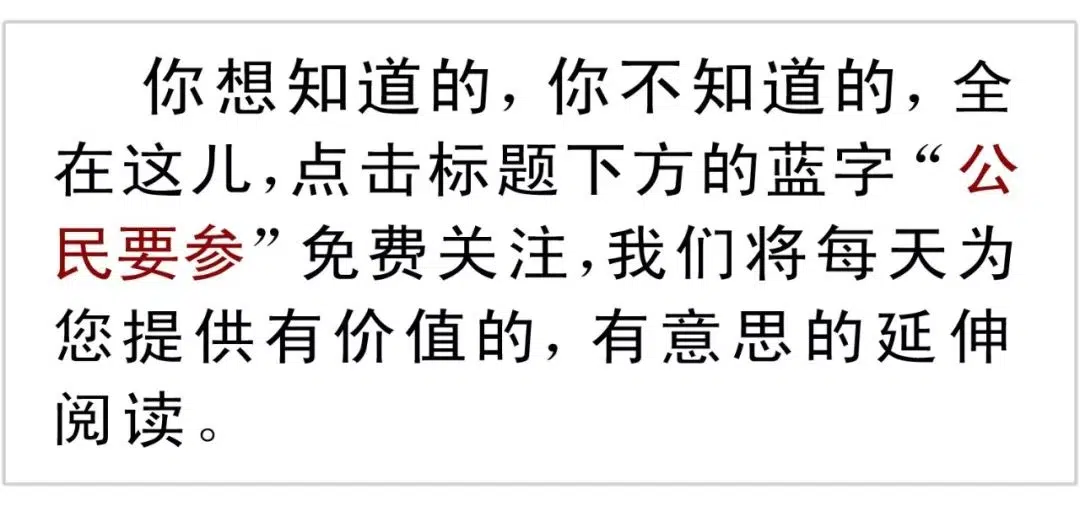 你想知道的，你不知道的，全
在这儿，点击标题下方的蓝字“公
民要参”免费关注，我们将每天为
您提供有价值的，有意思的延伸
阅读。